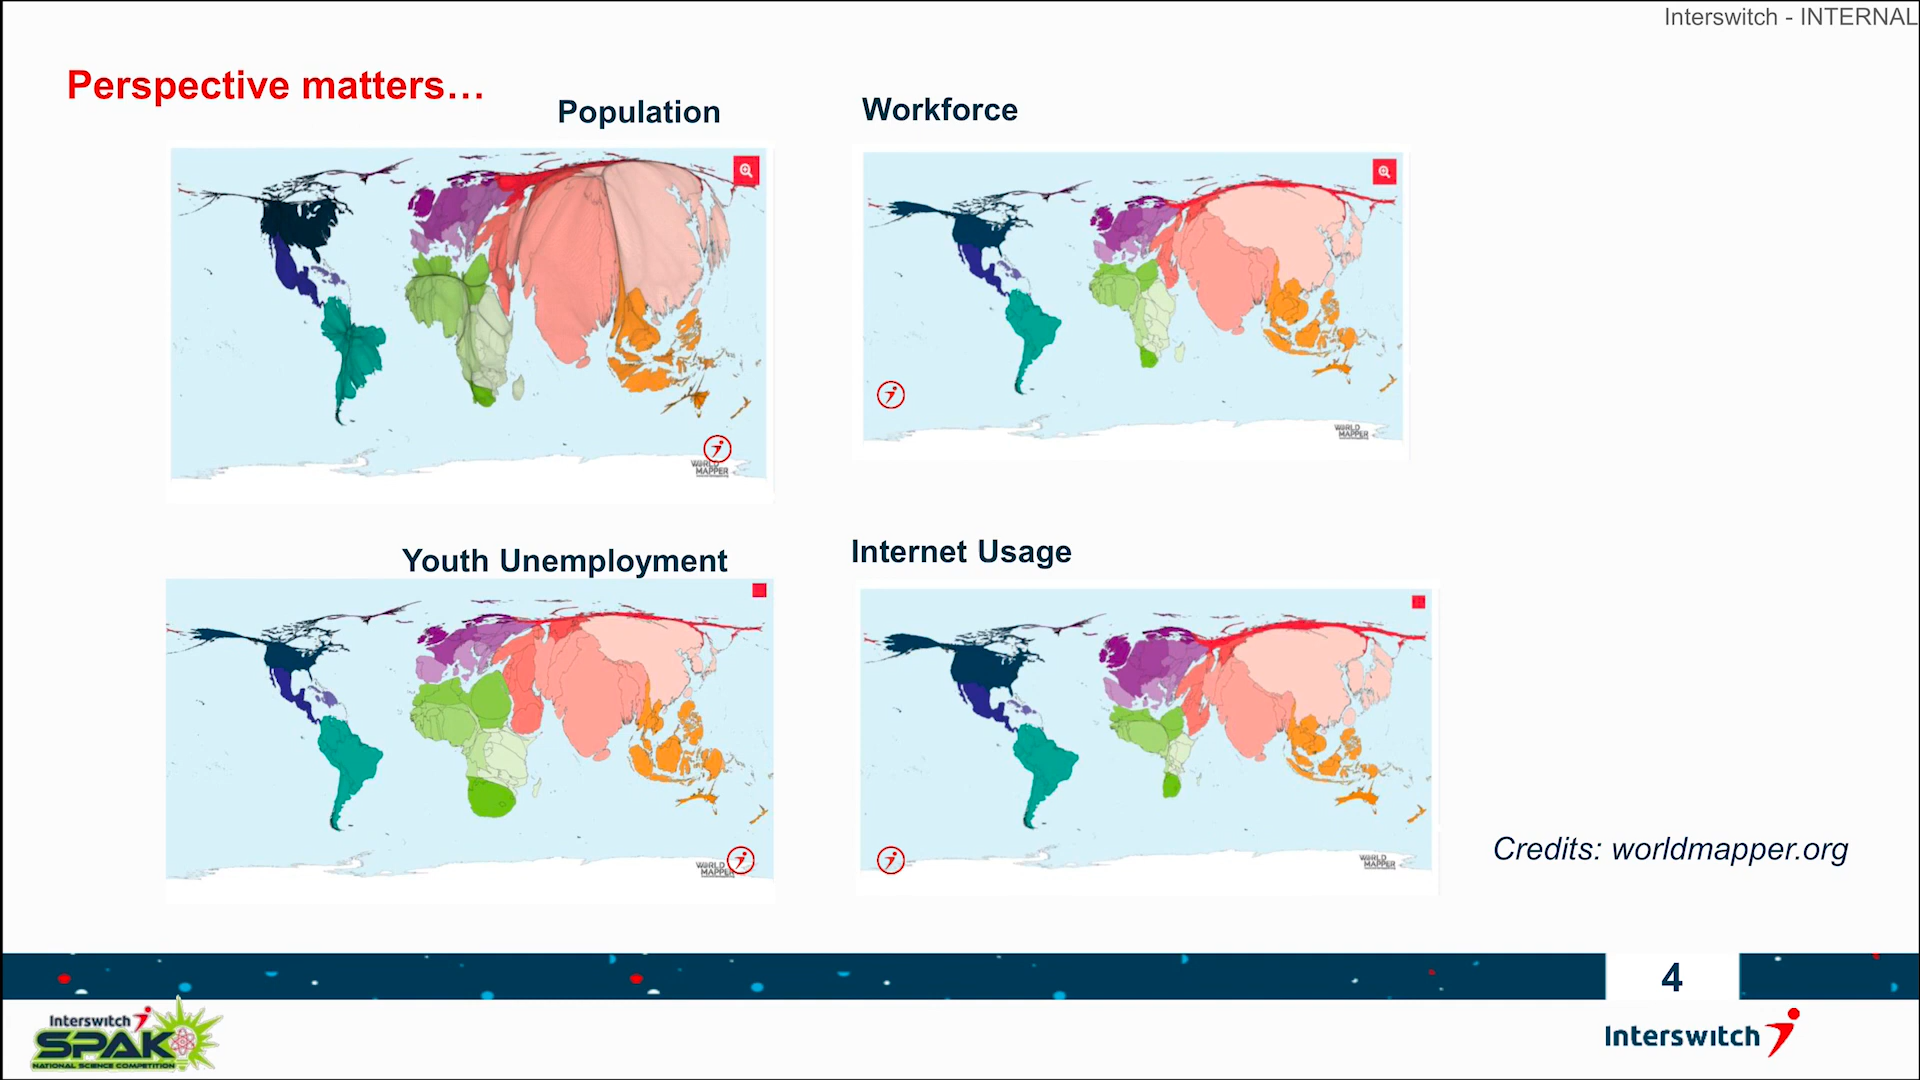 Interswitch - INTERNAL
Perspective matters...
Population
Workforce
WORLD
MAPPER
WORLD
MAPPER
Youth Unemployment
Internet Usage
WORLD
MAPPER
WORLD
MAPPER
Credits: worldmapper.org
4
Interswitch
SPAK
NATIONAL SCIENCE COMPETITION
Interswitch